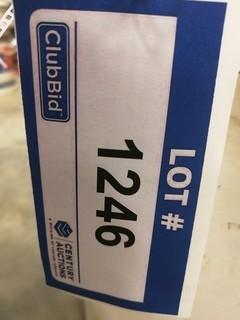 LOT #
1246
ClubBid
CENTURY
AUCTIONS